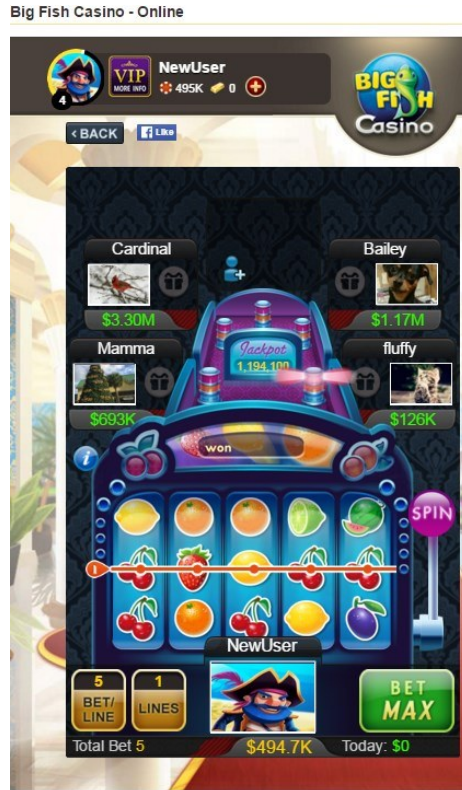 Big Fish Casino - Online
VIP
MORE INFO
NewUser
495K 0
4
BIG
FISH
Casino
< BACK
f Like
Cardinal
Bailey
$3.30M
$1.17M
Mamma
fluffy
Jackpot
1,194,100
$693K
$126K
i
won
SPIN
1
NewUser
5
BET/
LINE
1
LINES
BET
MAX
Total Bet 5
$494.7K
Today: $0